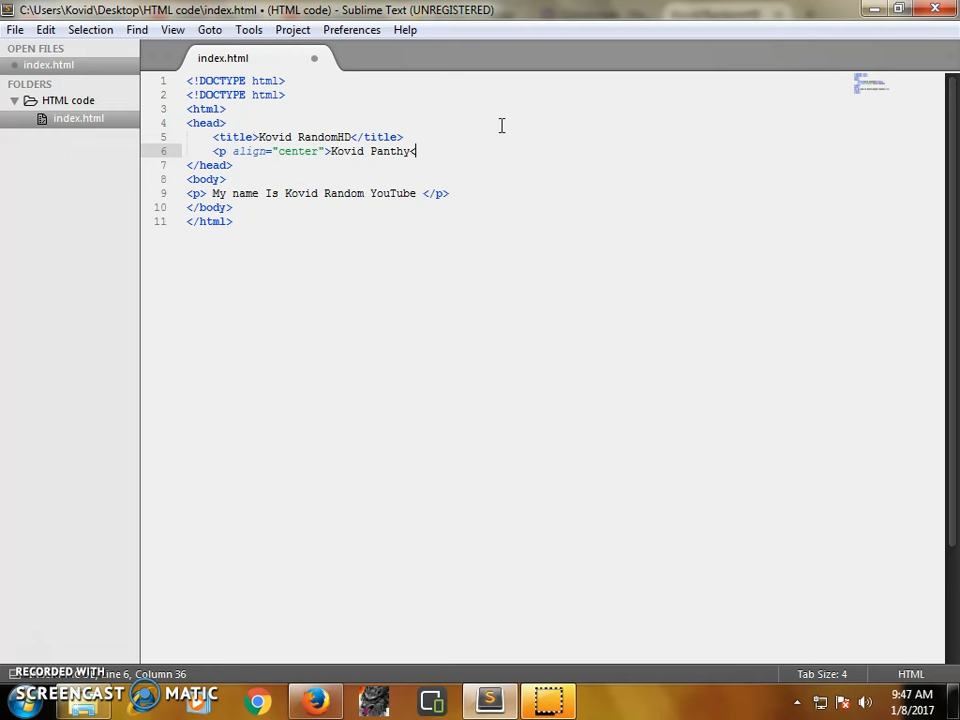 C:\Users\Kovid\Desktop\HTML code\index.html • (HTML code) - Sublime Text (UNREGISTERED)
File Edit Selection Find View Goto Tools Project Preferences Help
OPEN FILES
index.html
FOLDERS
HTML code
index.html
index.html
1 <!DOCTYPE html>
2 <!DOCTYPE html>
3 <html>
4 <head>
5 <title>Kovid RandomHD</title>
6 <p align="center">Kovid Panthy<
7 </head>
8 <body>
9 <p> My name Is Kovid Random YouTube </p>
10 </body>
11 </html>
Line 6, Column 36
Tab Size: 4
HTML
RECORDED WITH
SCREENCAST MATIC
9:47 AM
1/8/2017